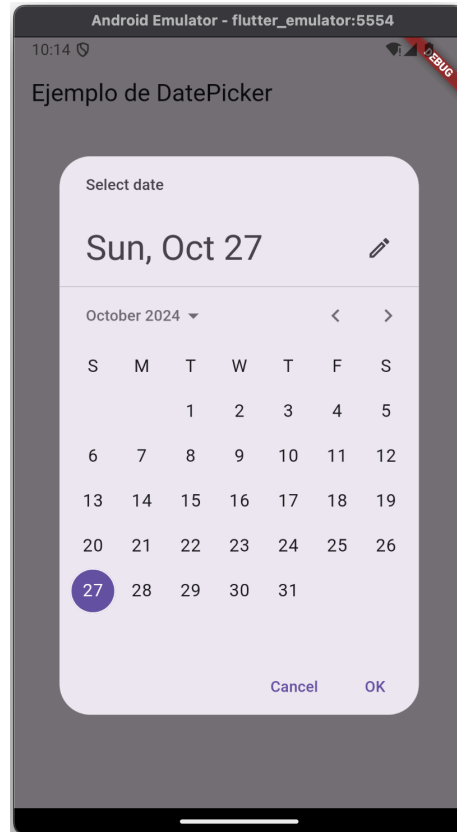 Android Emulator - flutter_emulator:5554
10:14
DEBUG
Ejemplo de DatePicker
Select date
Sun, Oct 27
October 2024
S M T W T F S
1 2 3 4 5
6 7 8 9 10 11 12
13 14 15 16 17 18 19
20 21 22 23 24 25 26
27 28 29 30 31
Cancel OK